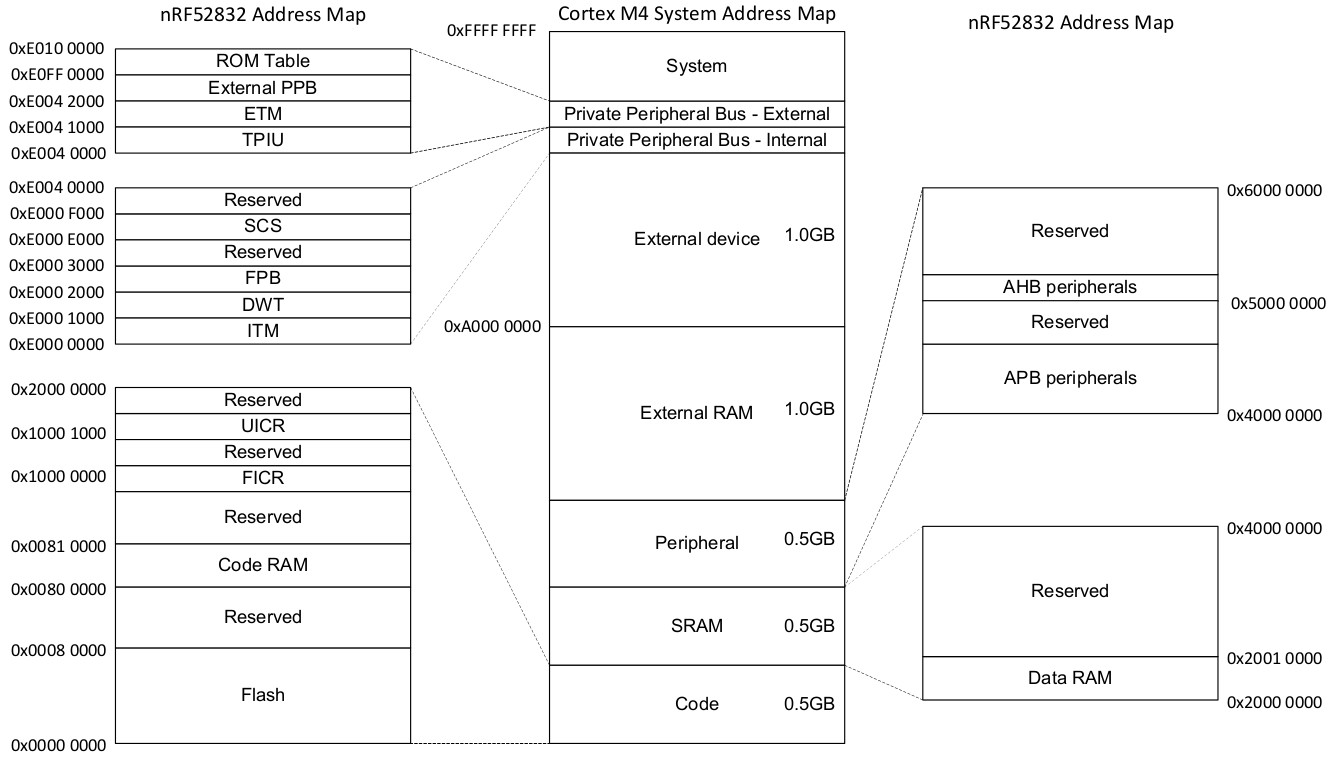 nRF52832 Address Map
0xE010 0000
ROM Table
0xE0FF 0000
External PPB
0xE004 2000
ETM
0xE004 1000
TPIU
0xE004 0000
0xE004 0000
Reserved
0xE000 F000
SCS
0xE000 E000
Reserved
0xE000 3000
FPB
0xE000 2000
DWT
0xE000 1000
ITM
0xE000 0000
0x2000 0000
Reserved
UICR
0x1000 1000
Reserved
0x1000 0000
FICR
Reserved
0x0081 0000
Code RAM
0x0080 0000
Reserved
0x0008 0000
Flash
0x0000 0000
Cortex M4 System Address Map
0xFFFF FFFF
System
Private Peripheral Bus - External
Private Peripheral Bus - Internal
External device 1.0GB
0xA000 0000
External RAM 1.0GB
Peripheral 0.5GB
SRAM 0.5GB
Code 0.5GB
nRF52832 Address Map
0x6000 0000
Reserved
AHB peripherals
0x5000 0000
Reserved
APB peripherals
0x4000 0000
0x4000 0000
Reserved
0x2001 0000
Data RAM
0x2000 0000